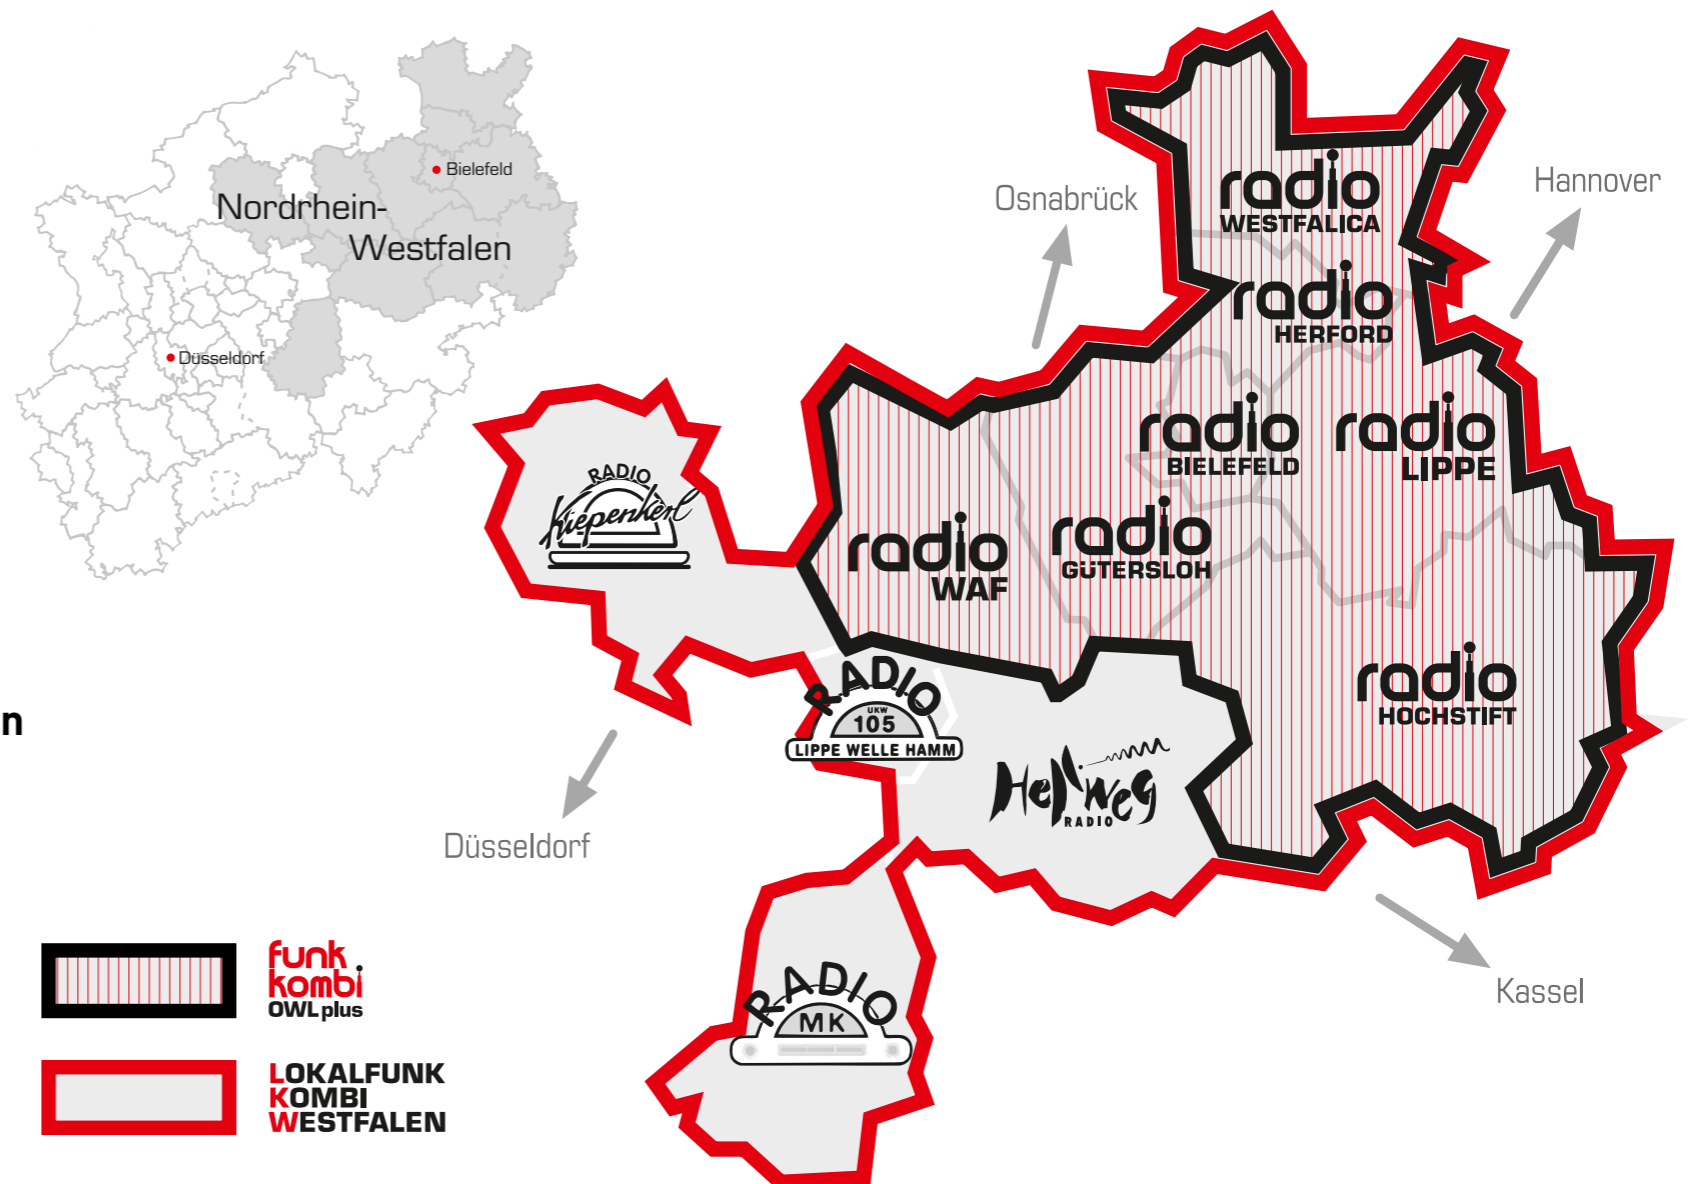 Bielefeld
Nordrhein-
Westfalen
Düsseldorf
Osnabrück
Hannover
radio
WESTFALICA
radio
HERFORD
radio
BIELEFELD
radio
LIPPE
RADIO
Kiepenkerl
radio
WAF
radio
GÜTERSLOH
radio
HOCHSTIFT
RADIO
UKW
105
LIPPE WELLE HAMM
Hellweg
RADIO
n
Düsseldorf
Kassel
RADIO
MK
funk
kombi
OWL plus
LOKALFUNK
KOMBI
WESTFALEN